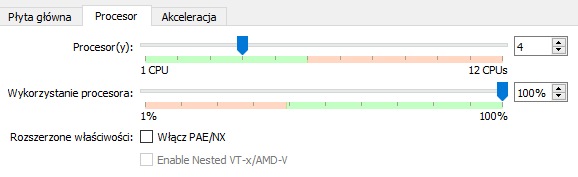 Płyta główna Procesor Akceleracja
Procesor(y): 4
1 CPU 12 CPUs
Wykorzystanie procesora: 100%
1% 100%
Rozszerzone właściwości: Włącz PAE/NX
Enable Nested VT-x/AMD-V